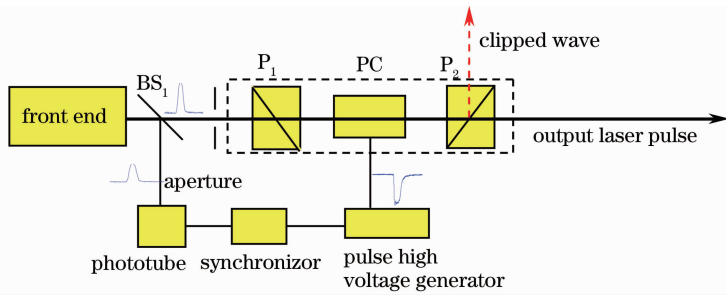 clipped wave
P1
PC
P2
BS1
front end
output laser pulse
aperture
phototube
synchronizor
pulse high
voltage generator